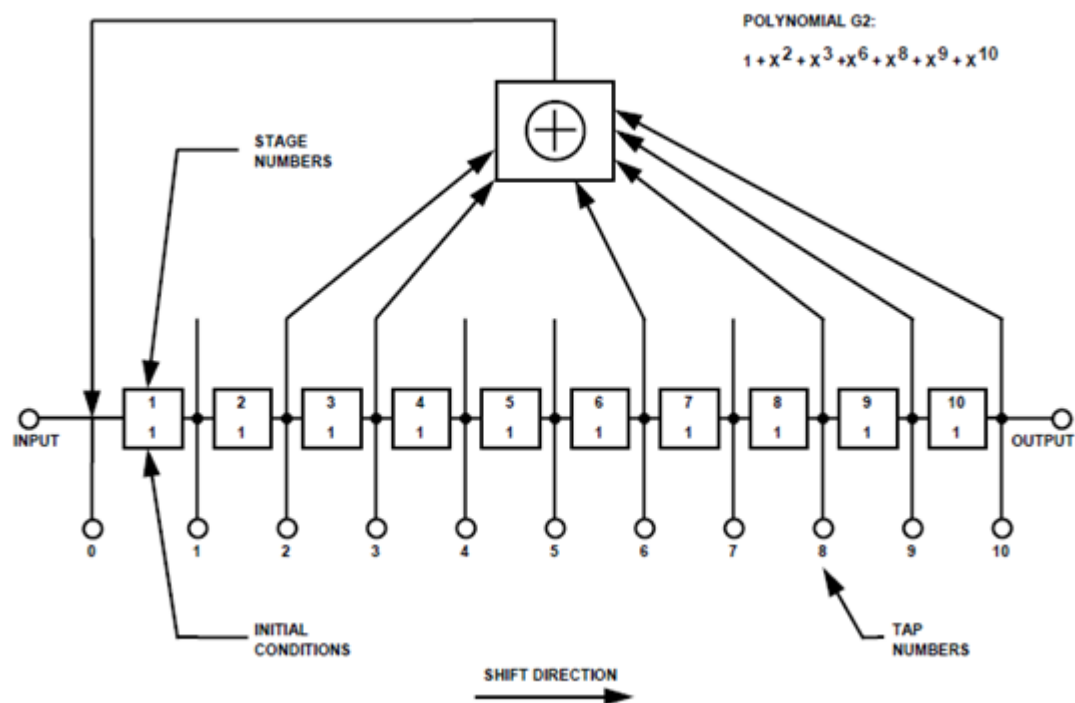 POLYNOMIAL G2:
1 + X² + X³ + X⁶ + X⁸ + X⁹ + X¹⁰
STAGE
NUMBERS
1 2 3 4 5 6 7 8 9 10
1 1 1 1 1 1 1 1 1 1
INPUT
OUTPUT
0 1 2 3 4 5 6 7 8 9 10
INITIAL
CONDITIONS
TAP
NUMBERS
SHIFT DIRECTION